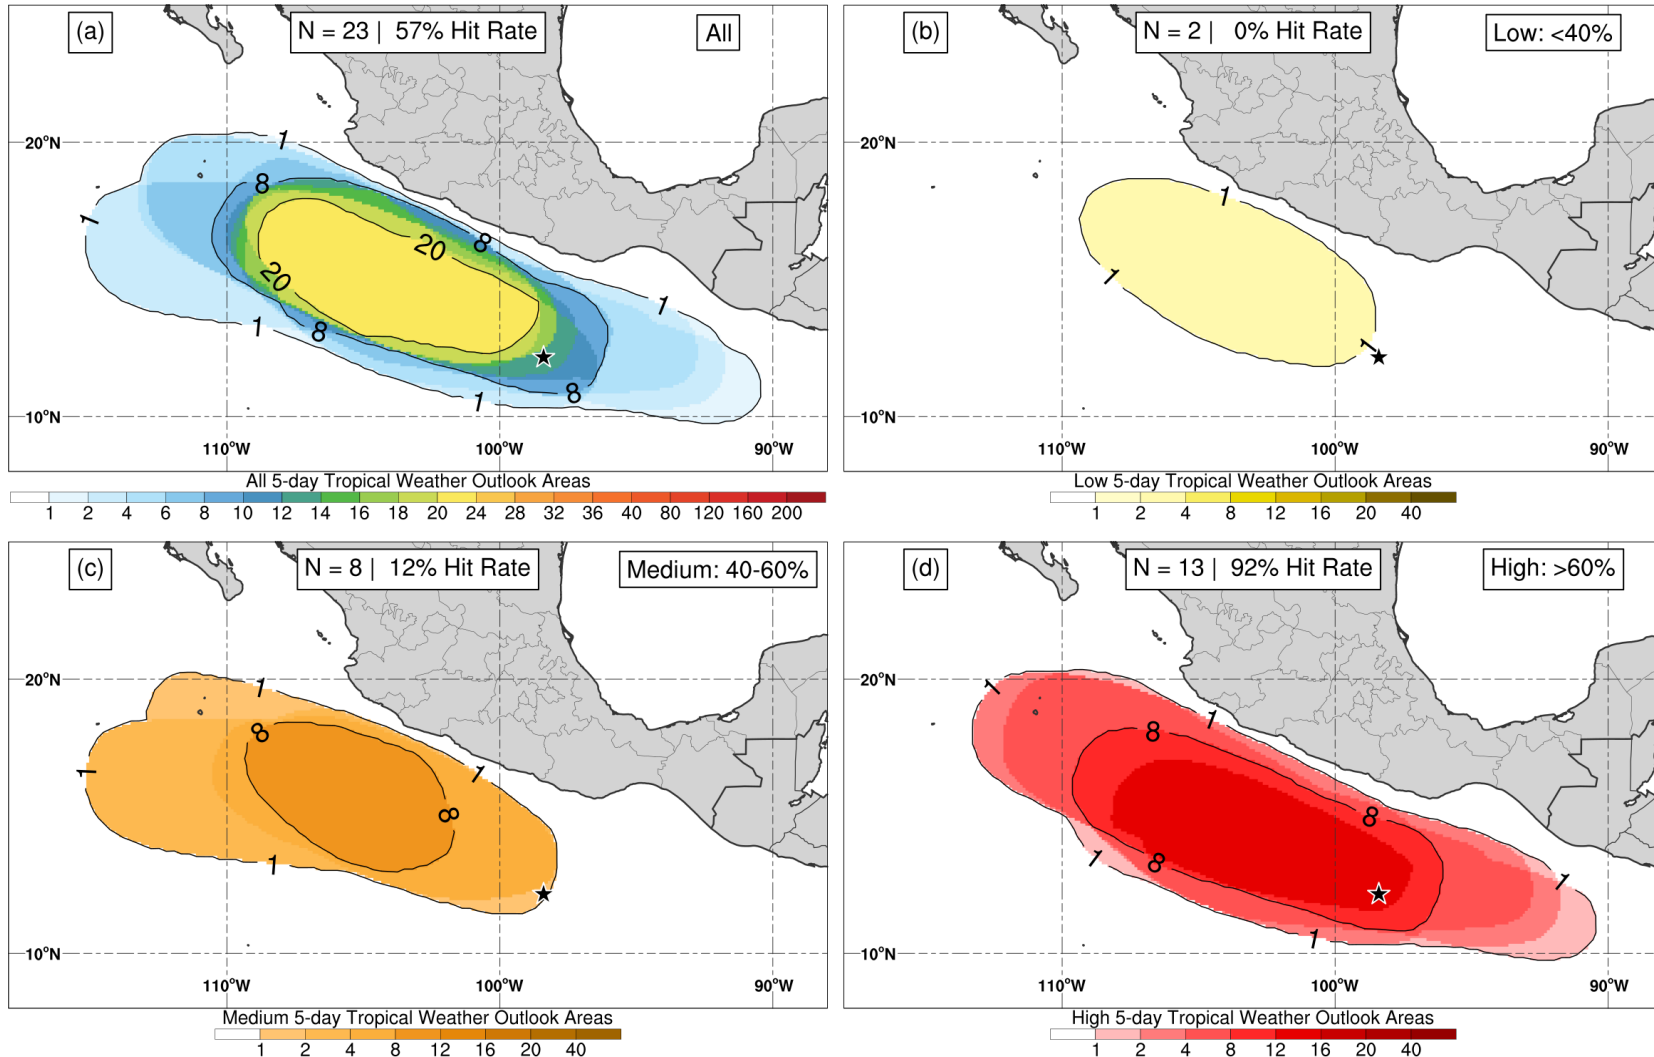 (a)
N = 23 | 57% Hit Rate
All
20°N
10°N
110°W
100°W
90°W
1
8
8
1
20
20
1
1
8
8
1
All 5-day Tropical Weather Outlook Areas
1 2 4 6 8 10 12 14 16 18 20 24 28 32 36 40 80 120 160 200
(b)
N = 2 | 0% Hit Rate
Low: <40%
20°N
10°N
110°W
100°W
90°W
1
1
1
Low 5-day Tropical Weather Outlook Areas
1 2 4 8 12 16 20 40
(c)
N = 8 | 12% Hit Rate
Medium: 40-60%
20°N
10°N
110°W
100°W
90°W
1
8
1
1
8
1
Medium 5-day Tropical Weather Outlook Areas
1 2 4 8 12 16 20 40
(d)
N = 13 | 92% Hit Rate
High: >60%
20°N
10°N
110°W
100°W
90°W
1
1
8
8
1
8
1
1
High 5-day Tropical Weather Outlook Areas
1 2 4 8 12 16 20 40